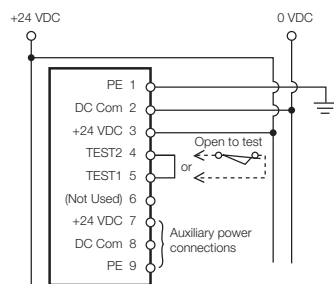 +24 VDC
0 VDC
PE 1
DC Com 2
+24 VDC 3
TEST2 4
TEST1 5
(Not Used) 6
+24 VDC 7
DC Com 8
PE 9
Open to test
or
Auxiliary power
connections